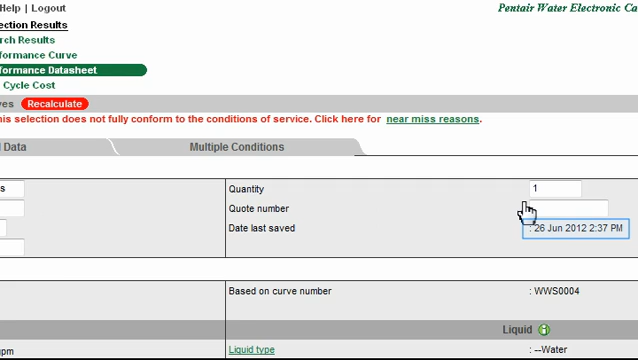 Help | Logout
Pentair Water Electronic Ca
ection Results
rch Results
formance Curve
formance Datasheet
Cycle Cost
ves Recalculate
his selection does not fully conform to the conditions of service. Click here for near miss reasons.
l Data Multiple Conditions
s Quantity 1
Quote number
Date last saved : 26 Jun 2012 2:37 PM
Based on curve number : WWS0004
Liquid i
gpm Liquid type : --Water